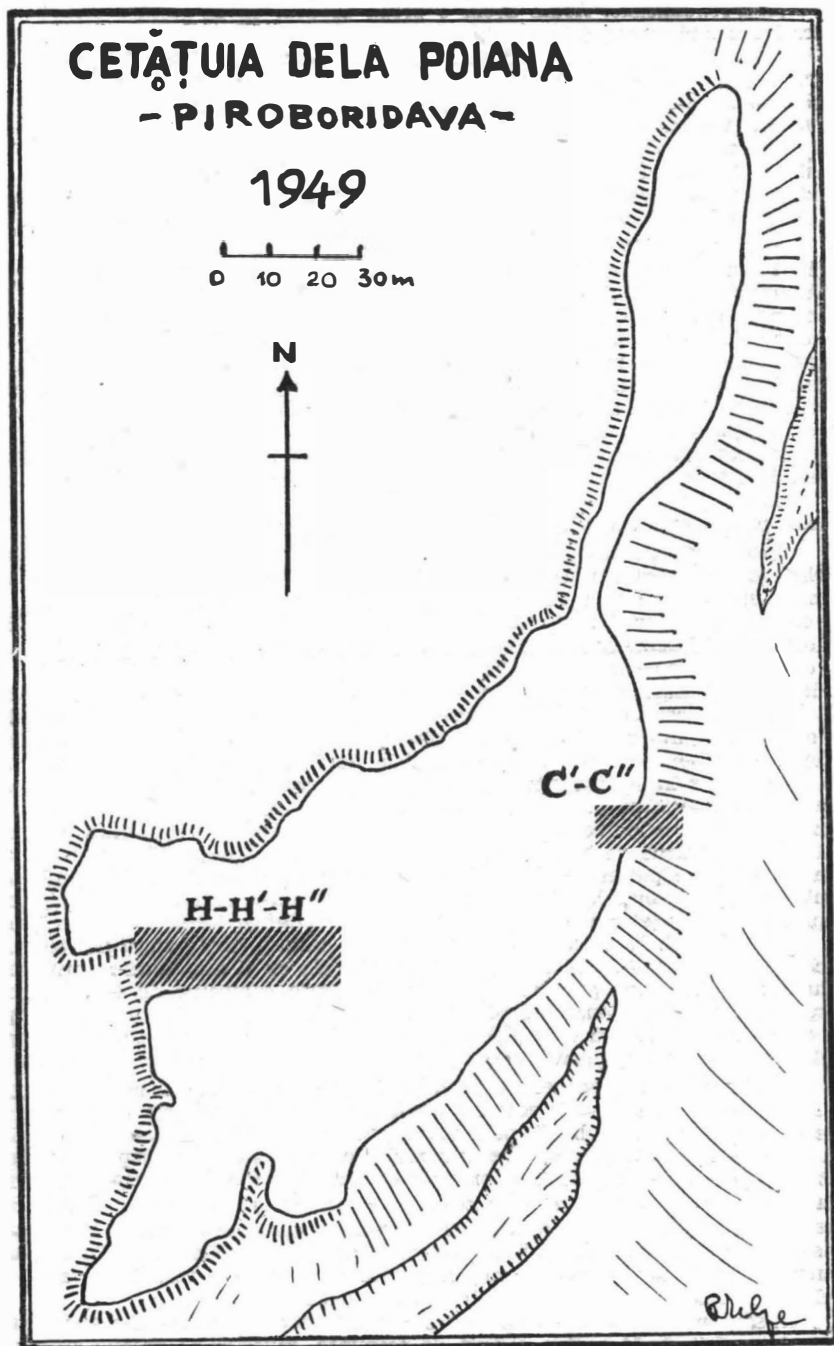 CETĂȚUIA DELA POIANA
- PIROBORIDAVA -
1949
0 10 20 30m
N
C'-C"
H-H'-H"